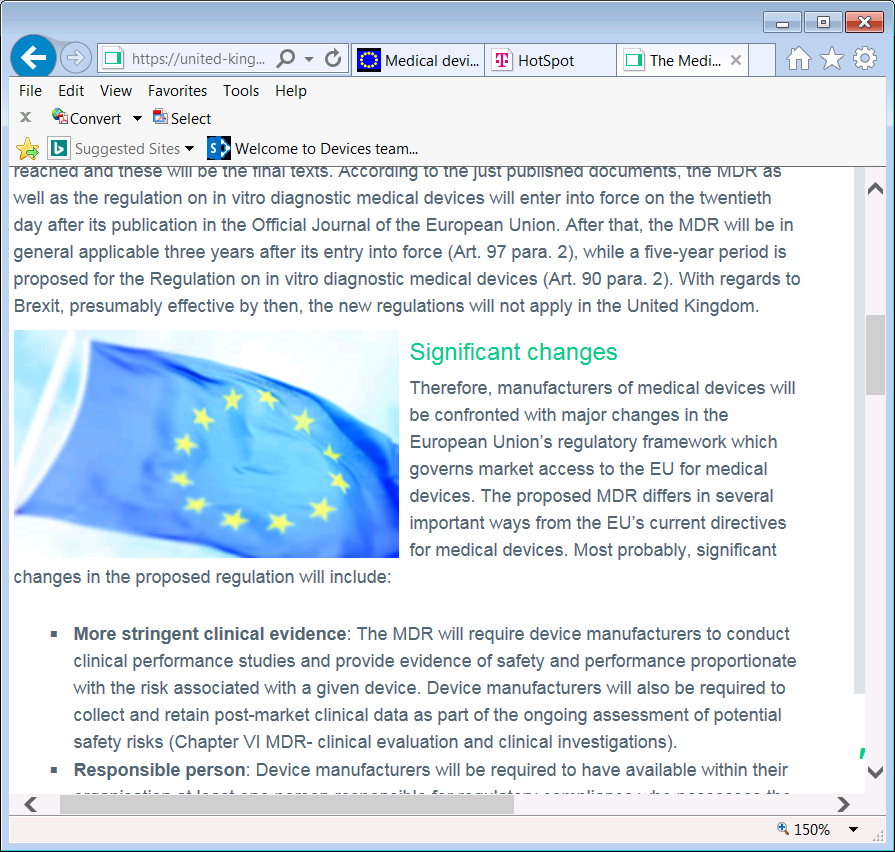 https://united-king...
Medical devi...
HotSpot
The Medi...
File Edit View Favorites Tools Help
Convert Select
Suggested Sites Welcome to Devices team...
reached and these will be the final texts. According to the just published documents, the MDR as
well as the regulation on in vitro diagnostic medical devices will enter into force on the twentieth
day after its publication in the Official Journal of the European Union. After that, the MDR will be in
general applicable three years after its entry into force (Art. 97 para. 2), while a five-year period is
proposed for the Regulation on in vitro diagnostic medical devices (Art. 90 para. 2). With regards to
Brexit, presumably effective by then, the new regulations will not apply in the United Kingdom.
Significant changes
Therefore, manufacturers of medical devices will
be confronted with major changes in the
European Union’s regulatory framework which
governs market access to the EU for medical
devices. The proposed MDR differs in several
important ways from the EU’s current directives
for medical devices. Most probably, significant
changes in the proposed regulation will include:
▪ More stringent clinical evidence: The MDR will require device manufacturers to conduct
clinical performance studies and provide evidence of safety and performance proportionate
with the risk associated with a given device. Device manufacturers will also be required to
collect and retain post-market clinical data as part of the ongoing assessment of potential
safety risks (Chapter VI MDR- clinical evaluation and clinical investigations).
▪ Responsible person: Device manufacturers will be required to have available within their
organisation at least one person responsible for regulatory compliance who possesses the
150%